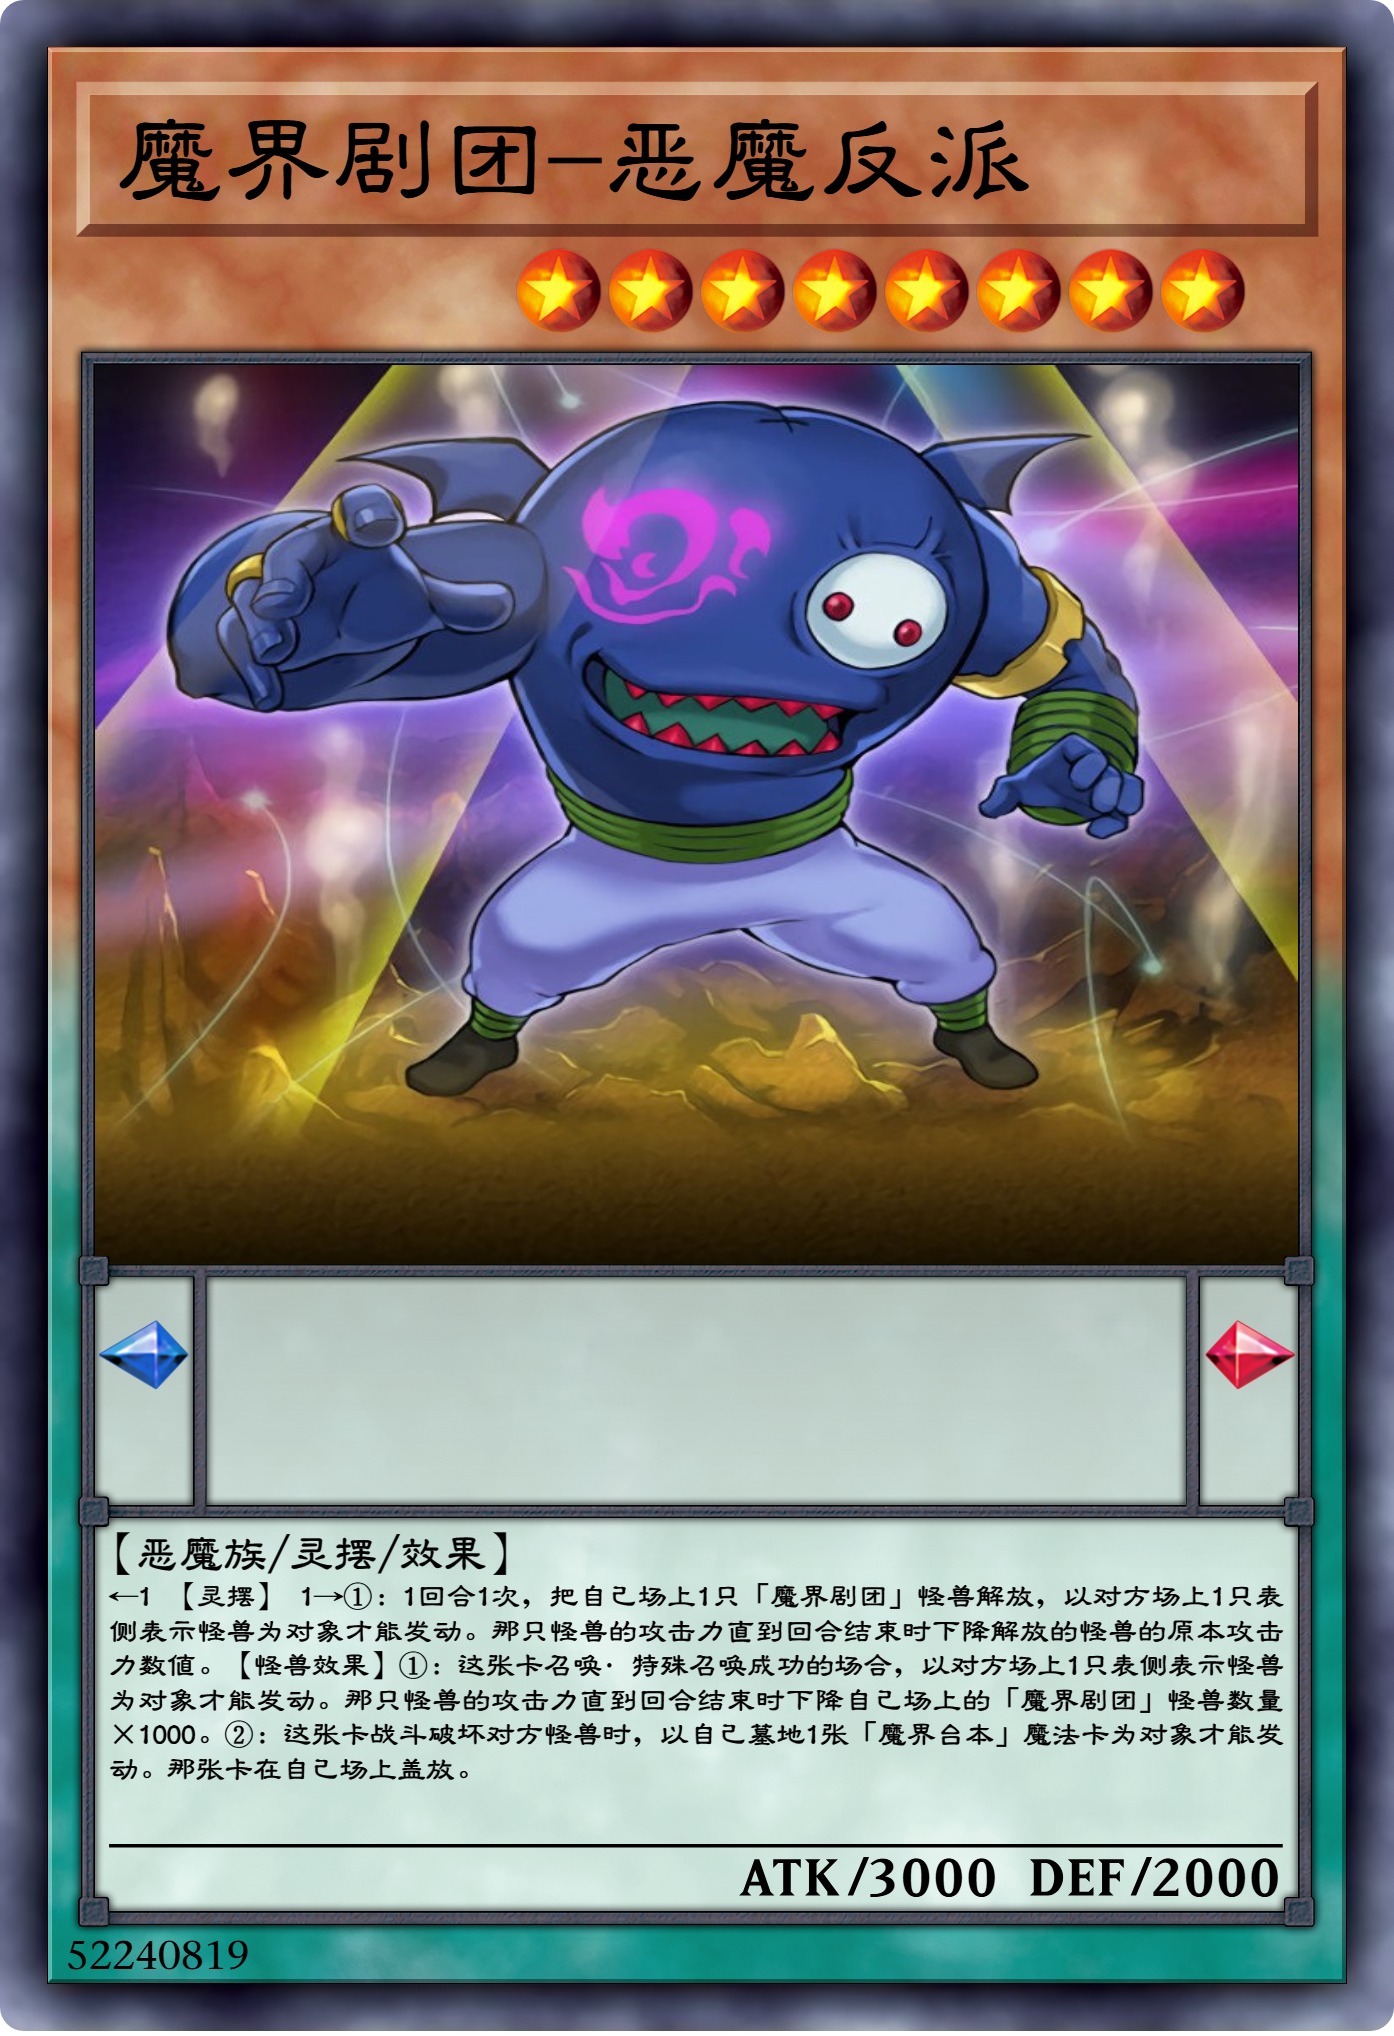 魔界剧团-恶魔反派
【恶魔族/灵摆/效果】
←1 【灵摆】 1→①：1回合1次，把自己场上1只「魔界剧团」怪兽解放，以对方场上1只表
侧表示怪兽为对象才能发动。那只怪兽的攻击力直到回合结束时下降解放的怪兽的原本攻击
力数值。【怪兽效果】①：这张卡召唤·特殊召唤成功的场合，以对方场上1只表侧表示怪兽
为对象才能发动。那只怪兽的攻击力直到回合结束时下降自己场上的「魔界剧团」怪兽数量
×1000。②：这张卡战斗破坏对方怪兽时，以自己墓地1张「魔界台本」魔法卡为对象才能发
动。那张卡在自己场上盖放。
ATK/3000 DEF/2000
52240819